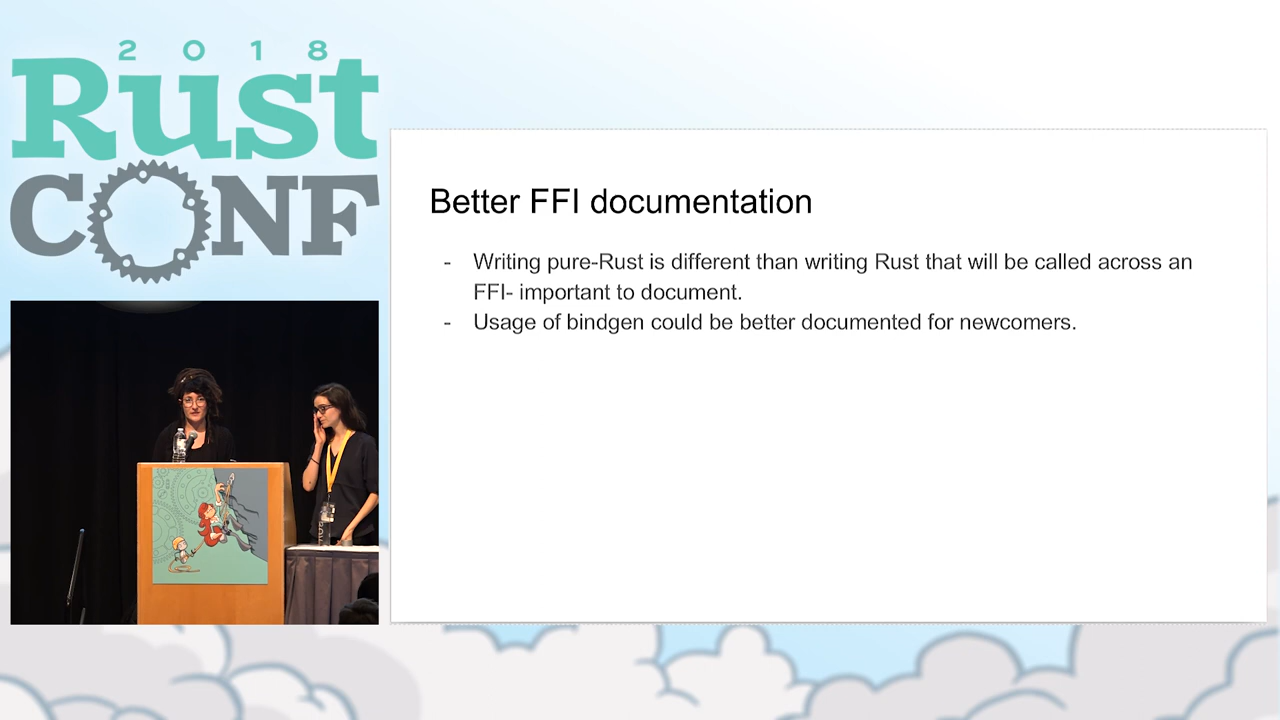 2018
Rust
CONF
Better FFI documentation
- Writing pure-Rust is different than writing Rust that will be called across an
FFI- important to document.
- Usage of bindgen could be better documented for newcomers.